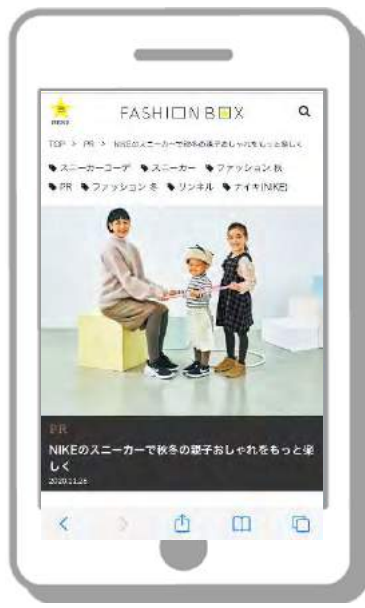 MENU
FASHION BOX
TOP > PR > NIKEのスニーカーで秋冬の親子おしゃれをもっと楽しく
スニーカーコーデ スニーカー ファッション 秋
PR ファッション 冬 リンネル ナイキ(NIKE)
PR
NIKEのスニーカーで秋冬の親子おしゃれをもっと楽
しく
2020.11.26